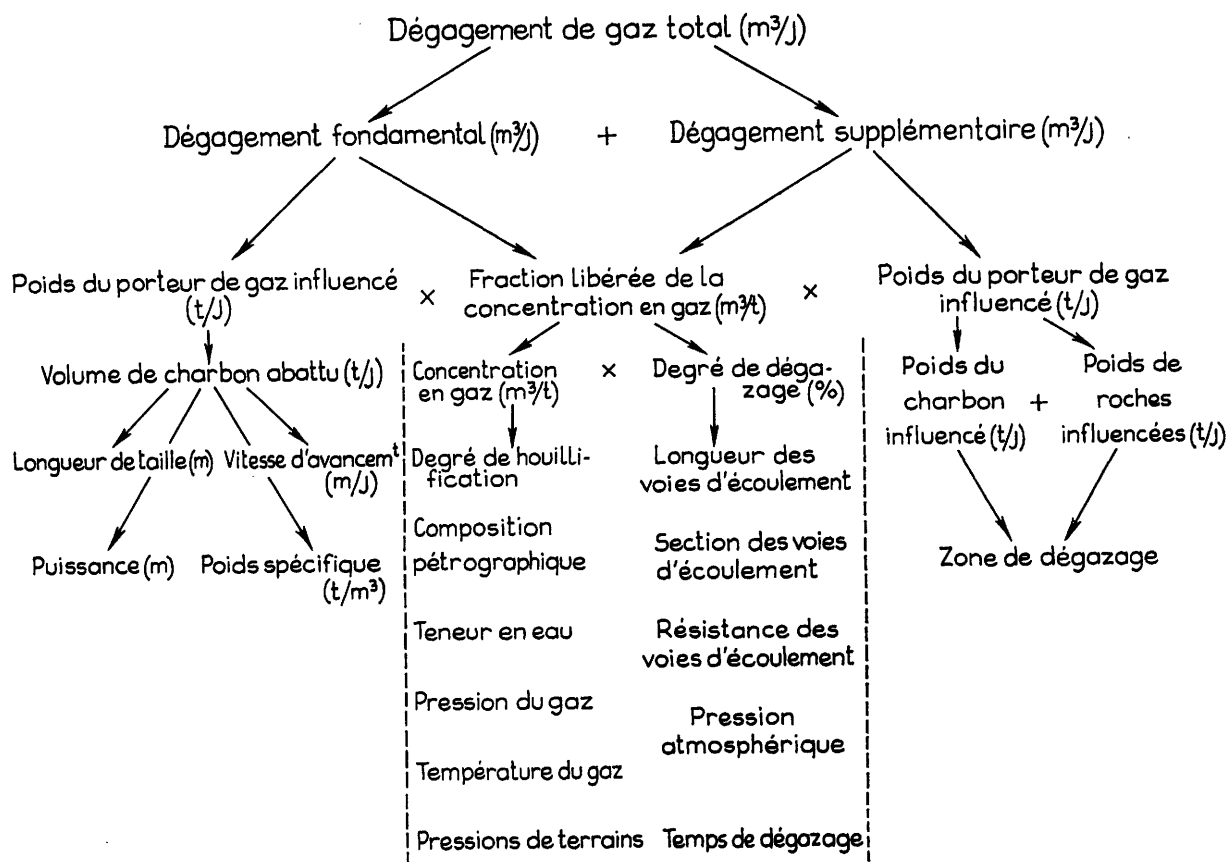 Dégagement de gaz total (m³/j)
Dégagement fondamental (m³/j) + Dégagement supplémentaire (m³/j)
Poids du porteur de gaz influencé
(t/j)
×
Fraction libérée de la
concentration en gaz (m³/t)
×
Poids du porteur de gaz
influencé (t/j)
Volume de charbon abattu (t/j)
Longueur de taille (m)
Vitesse d'avancemᵗ
(m/j)
Puissance (m)
Poids spécifique
(t/m³)
Concentration
en gaz (m³/t)
×
Degré de déga-
zage (%)
Degré de houilli-
fication
Composition
pétrographique
Teneur en eau
Pression du gaz
Température du gaz
Pressions de terrains
Longueur des
voies d'écoulement
Section des voies
d'écoulement
Résistance des
voies d'écoulement
Pression
atmosphérique
Temps de dégazage
Poids du
charbon
influencé (t/j)
+
Poids de
roches
influencées (t/j)
Zone de dégazage